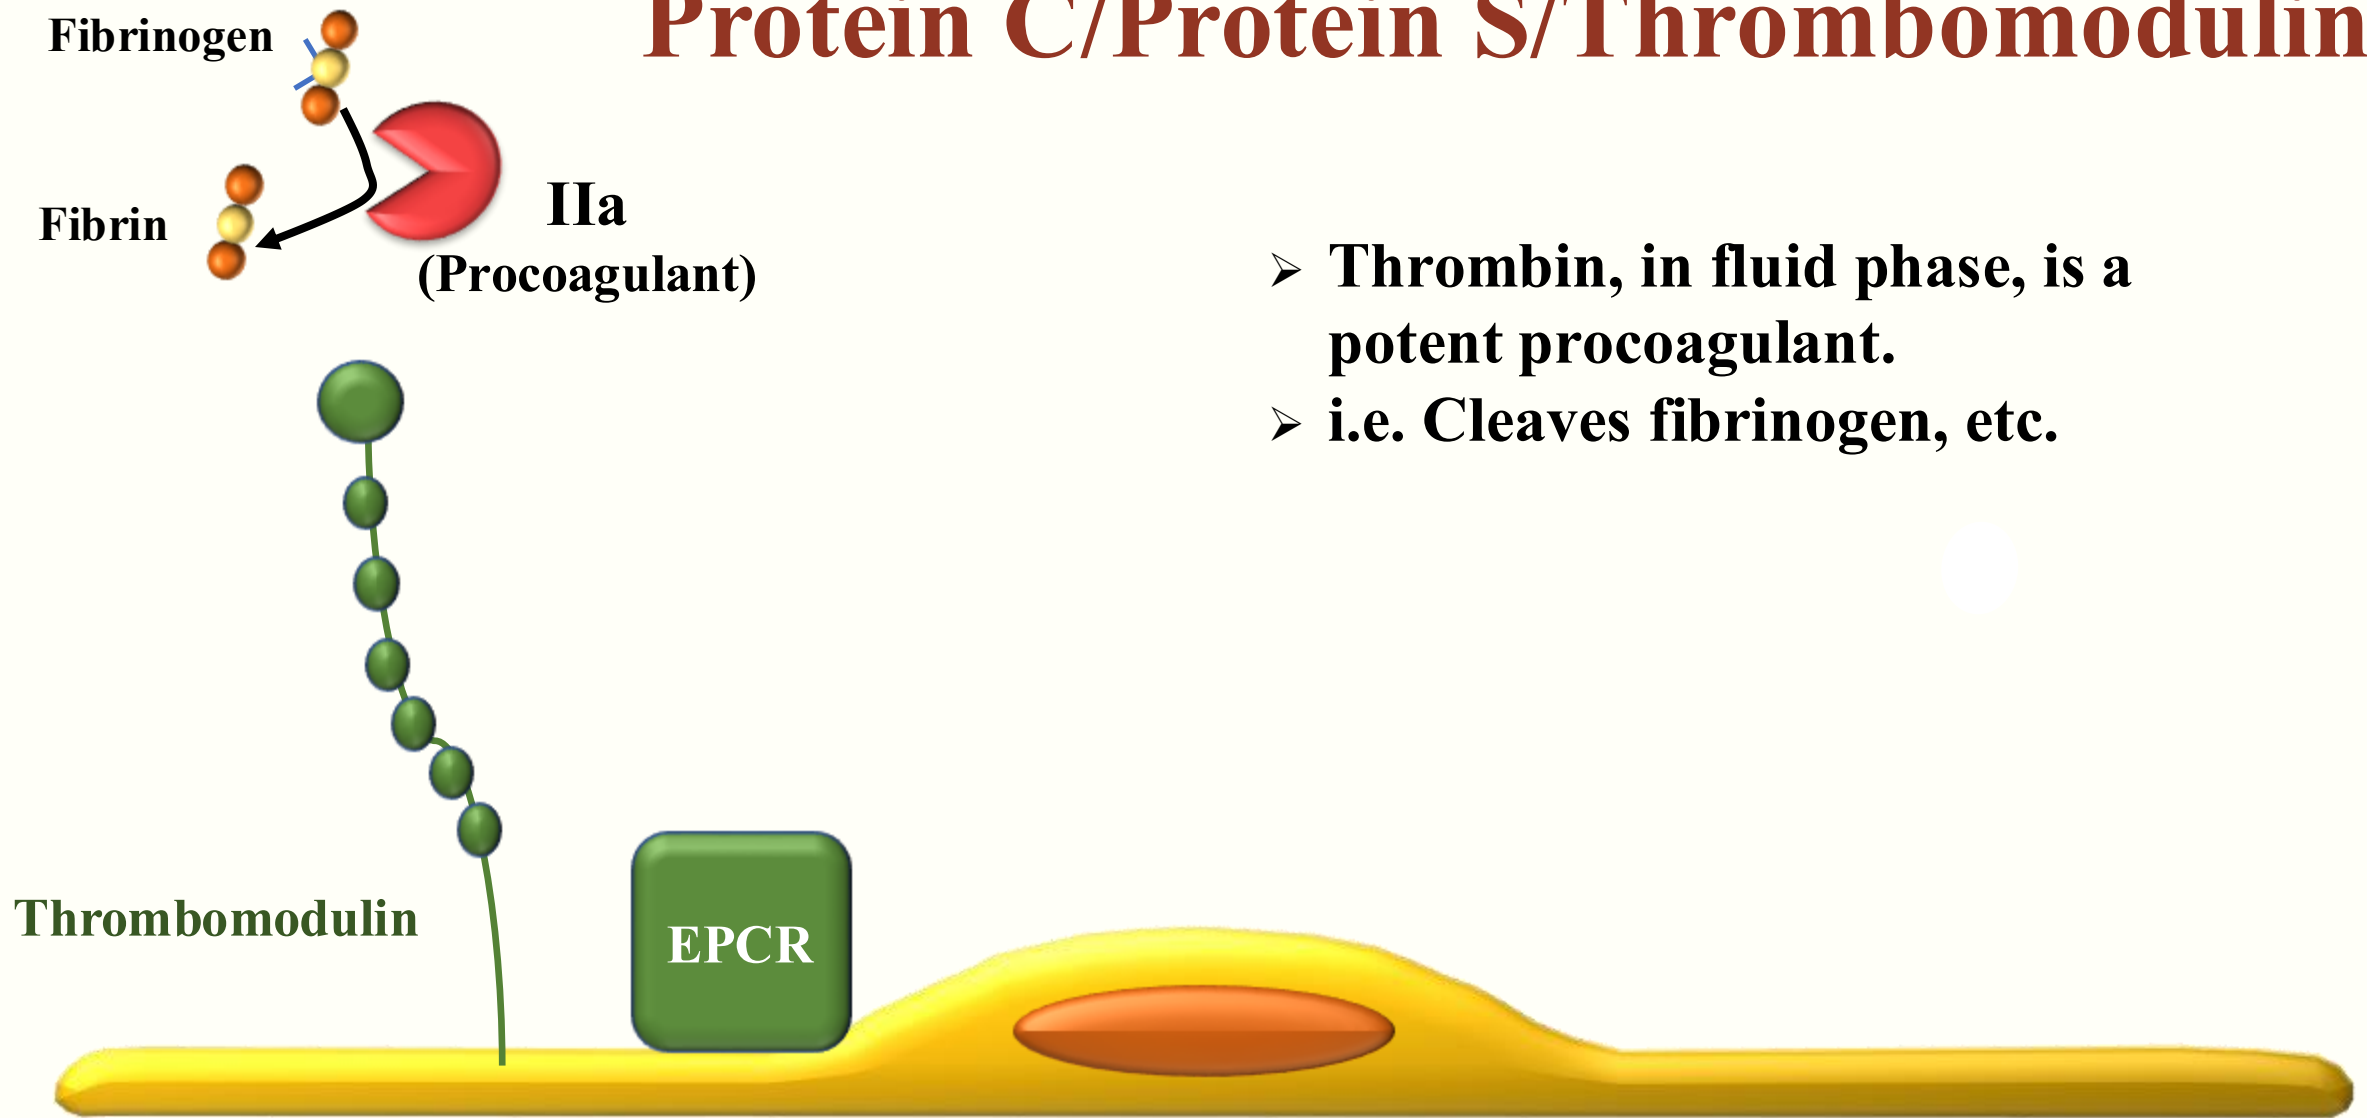 Protein C/Protein S/Thrombomodulin
Fibrinogen
Fibrin
IIa
(Procoagulant)
➢ Thrombin, in fluid phase, is a
potent procoagulant.
➢ i.e. Cleaves fibrinogen, etc.
Thrombomodulin
EPCR